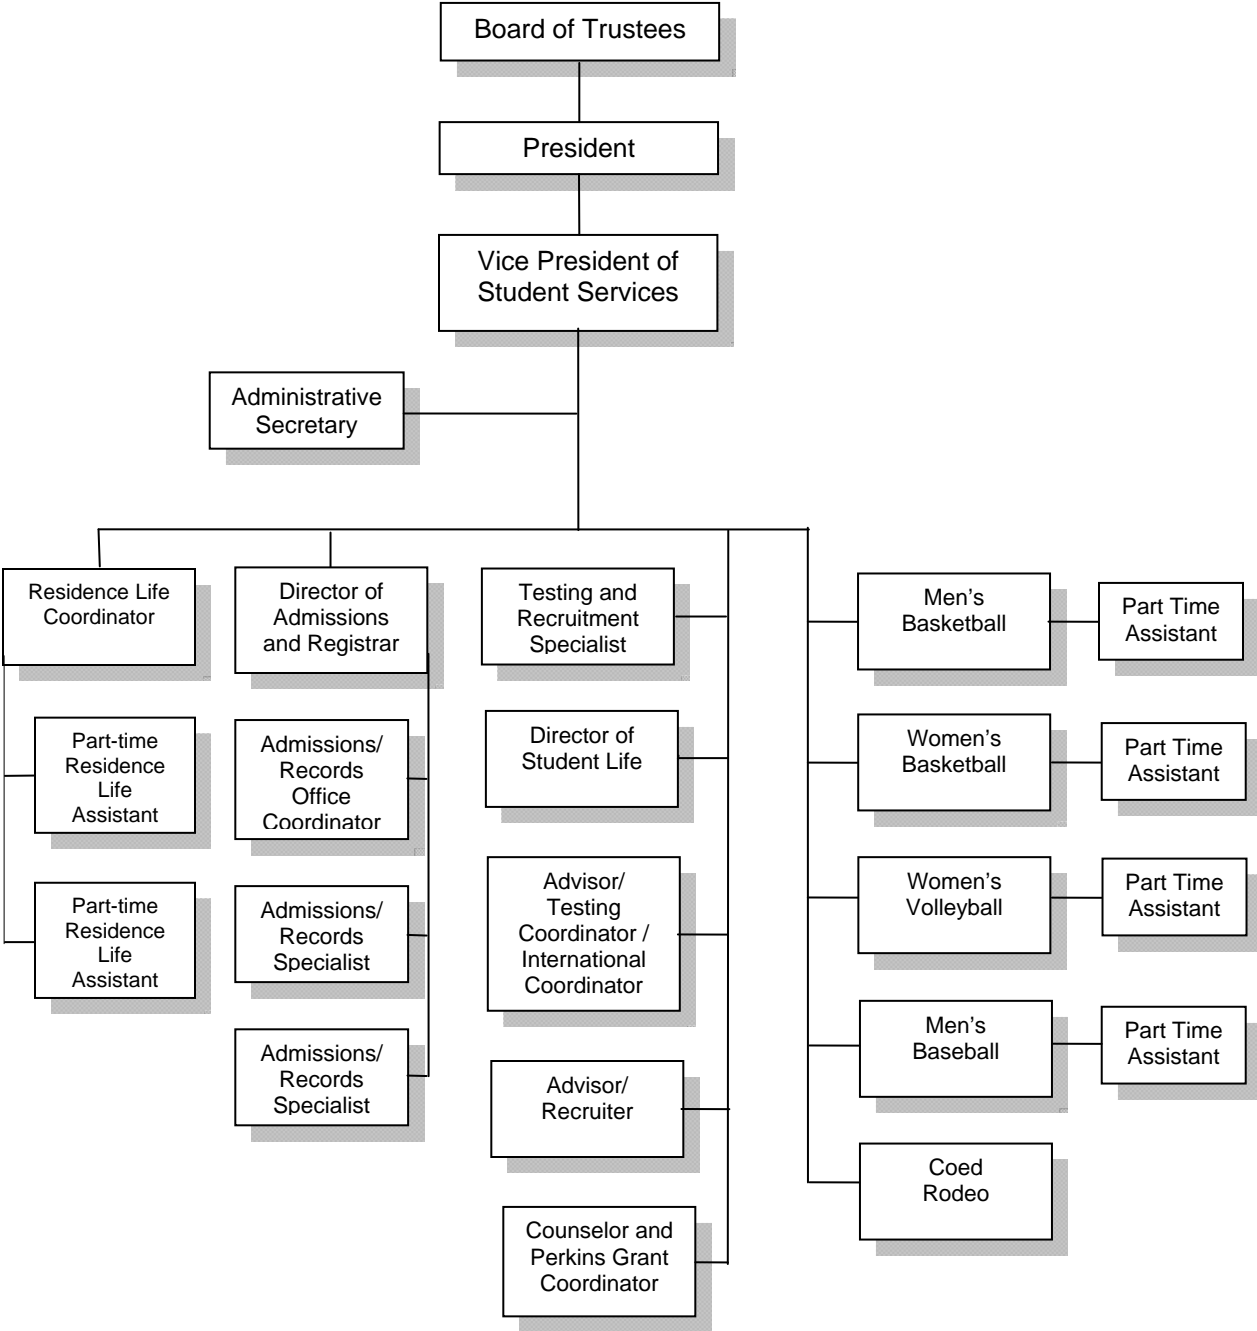 Board of Trustees
President
Vice President of
Student Services
Administrative
Secretary
Residence Life
Coordinator
Part-time
Residence
Life
Assistant
Part-time
Residence
Life
Assistant
Director of
Admissions
and Registrar
Admissions/
Records
Office
Coordinator
Admissions/
Records
Specialist
Admissions/
Records
Specialist
Testing and
Recruitment
Specialist
Director of
Student Life
Advisor/
Testing
Coordinator /
International
Coordinator
Advisor/
Recruiter
Counselor and
Perkins Grant
Coordinator
Men’s
Basketball
Part Time
Assistant
Women’s
Basketball
Part Time
Assistant
Women’s
Volleyball
Part Time
Assistant
Men’s
Baseball
Part Time
Assistant
Coed
Rodeo